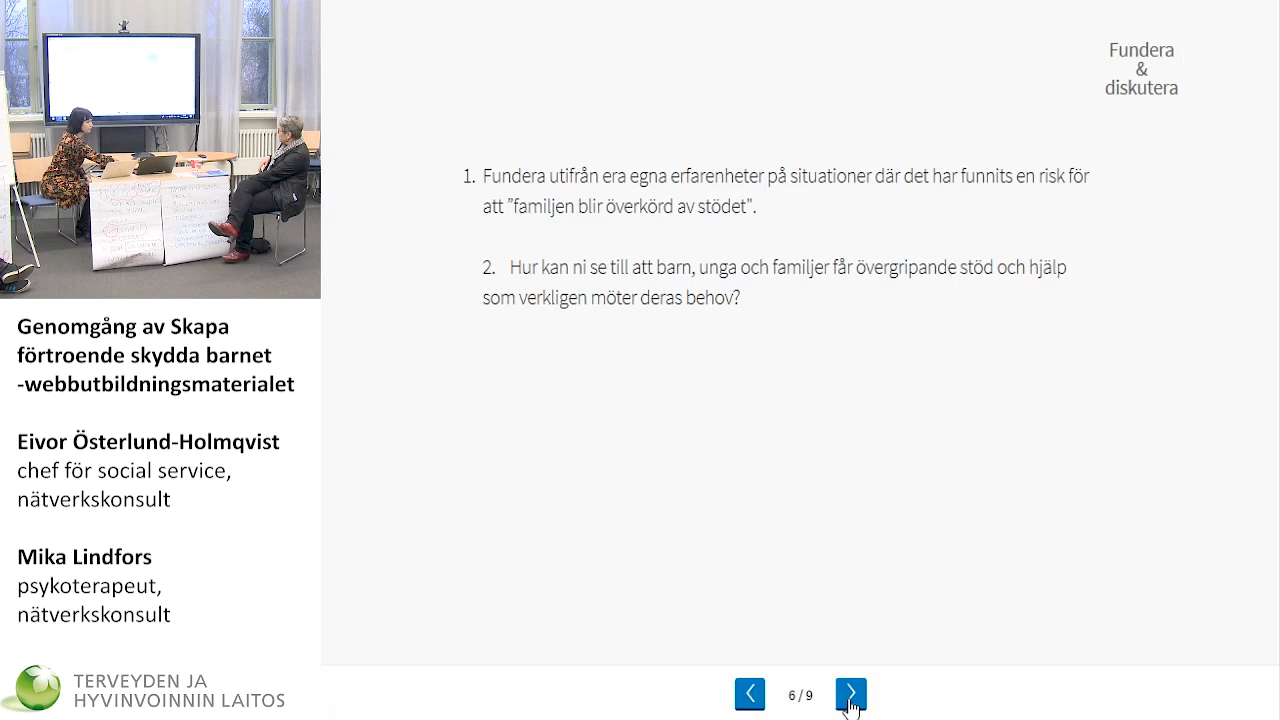 Fundera
&
diskutera
1. Fundera utifrån era egna erfarenheter på situationer där det har funnits en risk för
att ”familjen blir överkörd av stödet".
2. Hur kan ni se till att barn, unga och familjer får övergripande stöd och hjälp
som verkligen möter deras behov?
Genomgång av Skapa
förtroende skydda barnet
-webbutbildningsmaterialet
Eivor Österlund-Holmqvist
chef för social service,
nätverkskonsult
Mika Lindfors
psykoterapeut,
nätverkskonsult
TERVEYDEN JA
HYVINVOINNIN LAITOS
6 / 9